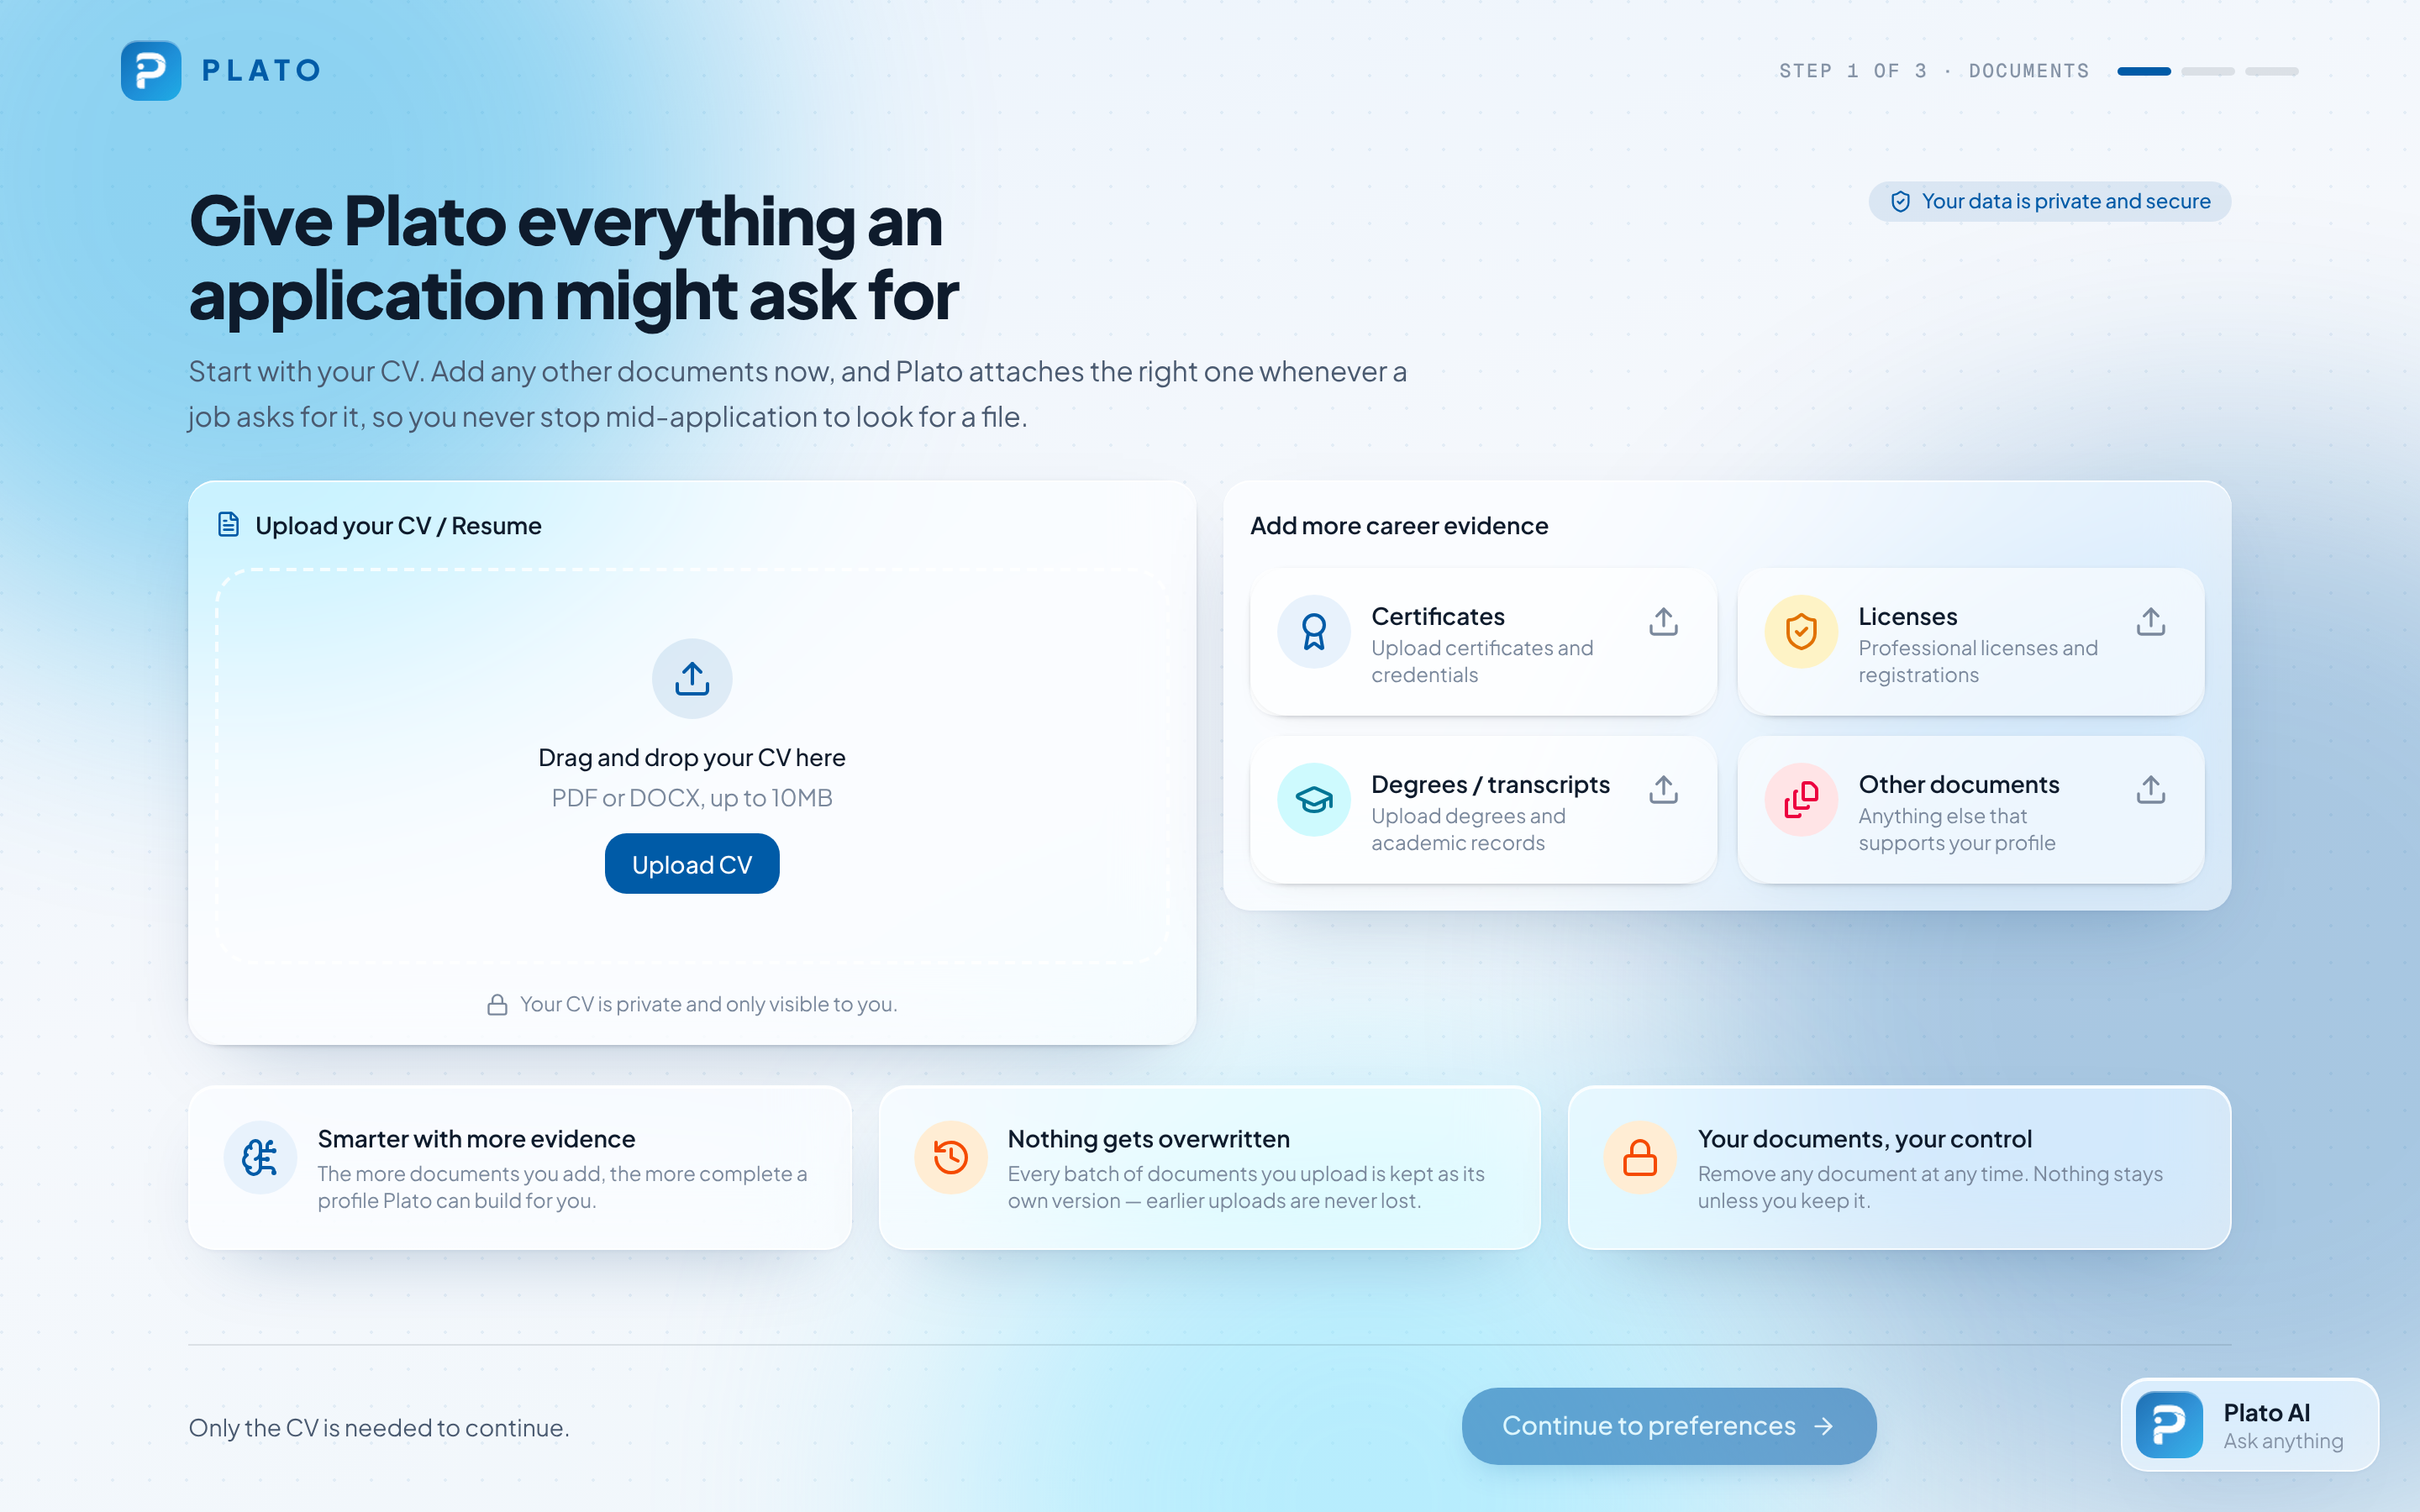 PLATO
STEP 1 OF 3 · DOCUMENTS
Give Plato everything an
application might ask for
Your data is private and secure
Start with your CV. Add any other documents now, and Plato attaches the right one whenever a
job asks for it, so you never stop mid-application to look for a file.
Upload your CV / Resume
Drag and drop your CV here
PDF or DOCX, up to 10MB
Upload CV
Your CV is private and only visible to you.
Add more career evidence
Certificates
Upload certificates and
credentials
Licenses
Professional licenses and
registrations
Degrees / transcripts
Upload degrees and
academic records
Other documents
Anything else that
supports your profile
Smarter with more evidence
The more documents you add, the more complete a
profile Plato can build for you.
Nothing gets overwritten
Every batch of documents you upload is kept as its
own version — earlier uploads are never lost.
Your documents, your control
Remove any document at any time. Nothing stays
unless you keep it.
Only the CV is needed to continue.
Continue to preferences
Plato AI
Ask anything